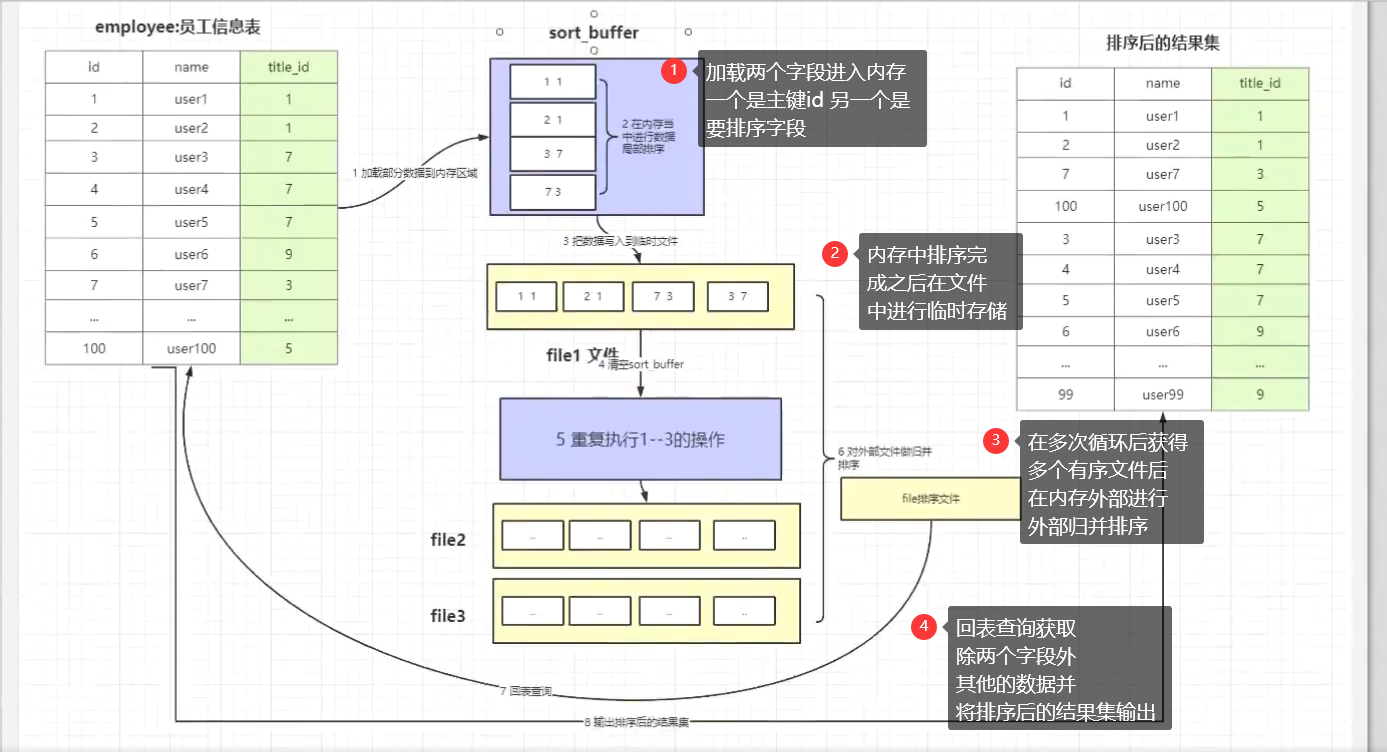 employee:员工信息表
id name title_id
1 user1 1
2 user2 1
3 user3 7
4 user4 7
5 user5 7
6 user6 9
7 user7 3
... ... ...
100 user100 5
1 加载部分数据到内存区域
sort_buffer
1 1
2 1
3 7
7 3
2 在内存当
中进行数据
局部排序
1
加载两个字段进入内存
一个是主键id 另一个是
要排序字段
3 把数据写入到临时文件
1 1
2 1
7 3
3 7
file1 文件
4 清空sort_buffer
2
内存中排序完
成之后在文件
中进行临时存储
5 重复执行1--3的操作
file2
.. .. .. ..
file3
.. .. .. ..
6 对外部文件做归并
排序
file排序文件
3
在多次循环后获得
多个有序文件后
在内存外部进行
外部归并排序
7 回表查询
8 输出排序后的结果集
4
回表查询获取
除两个字段外
其他的数据并
将排序后的结果集输出
排序后的结果集
id name title_id
1 user1 1
2 user2 1
7 user7 3
100 user100 5
3 user3 7
4 user4 7
5 user5 7
6 user6 9
... ... ...
99 user99 9